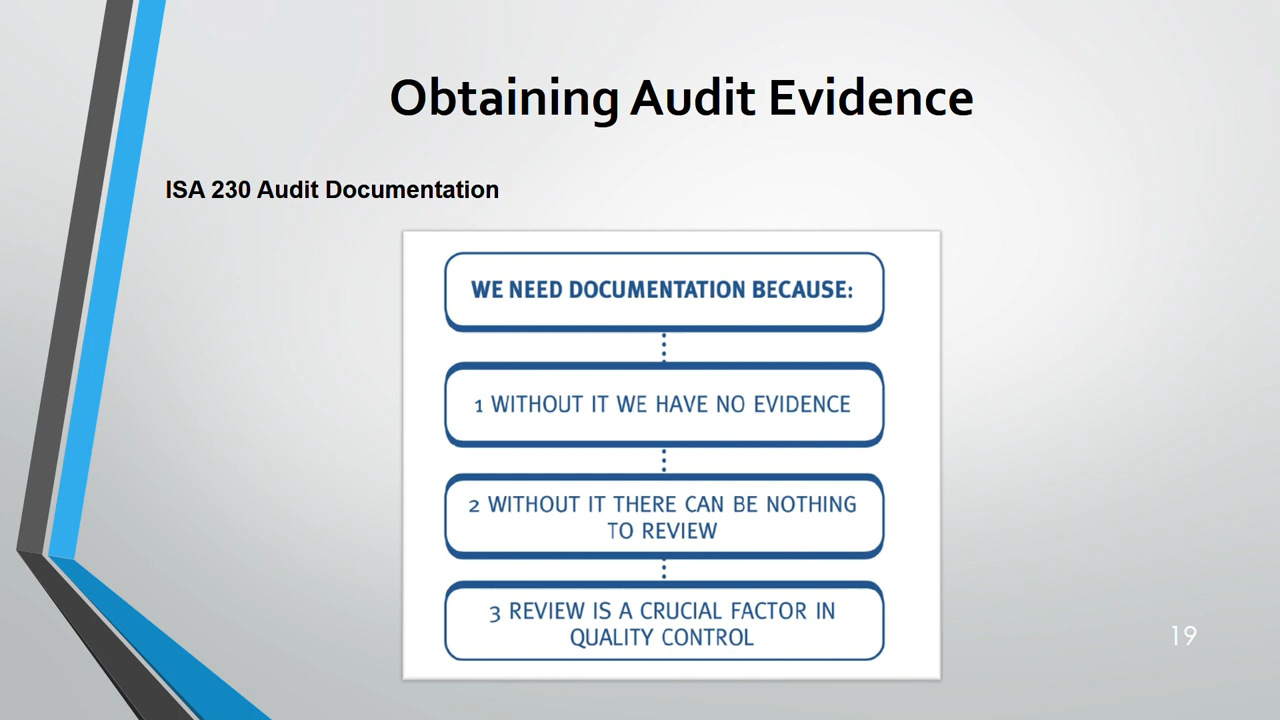 Obtaining Audit Evidence
ISA 230 Audit Documentation
WE NEED DOCUMENTATION BECAUSE:
1 WITHOUT IT WE HAVE NO EVIDENCE
2 WITHOUT IT THERE CAN BE NOTHING
TO REVIEW
3 REVIEW IS A CRUCIAL FACTOR IN
QUALITY CONTROL
19